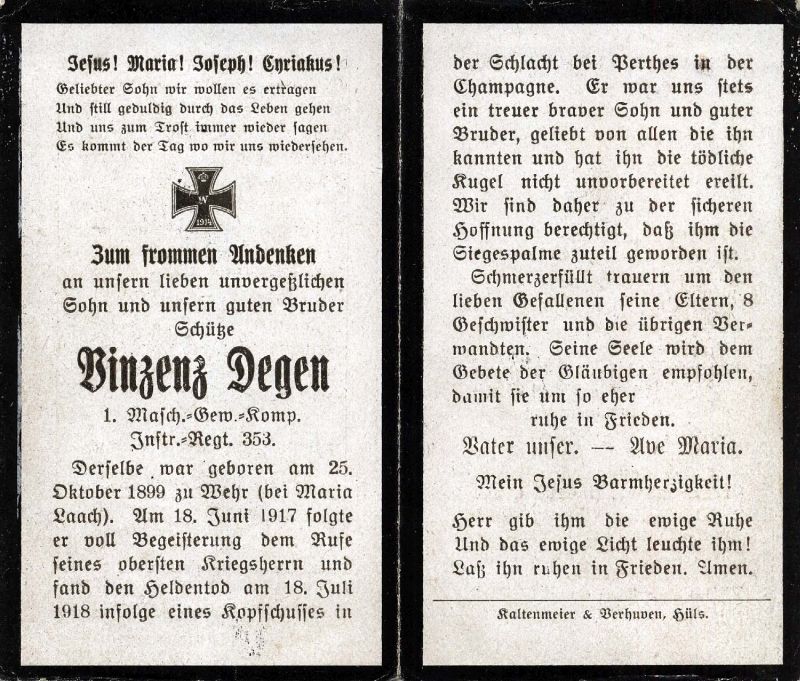 Jesus! Maria! Joseph! Cyriakus!
Geliebter Sohn wir wollen es ertragen
Und still geduldig durch das Leben gehen
Und uns zum Trost immer wieder sagen
Es kommt der Tag wo wir uns wiedersehen.
W
1914
Zum frommen Andenken
an unsern lieben unvergeßlichen
Sohn und unsern guten Bruder
Schütze
Vinzenz Degen
1. Masch.-Gew.-Komp.
Instr.-Regt. 353.
Derselbe war geboren am 25.
Oktober 1899 zu Wehr (bei Maria
Laach). Am 18. Juni 1917 folgte
er voll Begeisterung dem Rufe
seines obersten Kriegsherrn und
fand den Heldentod am 18. Juli
1918 infolge eines Kopfschusses in
der Schlacht bei Perthes in der
Champagne. Er war uns stets
ein treuer braver Sohn und guter
Bruder, geliebt von allen die ihn
kannten und hat ihn die tödliche
Kugel nicht unvorbereitet ereilt.
Wir sind daher zu der sicheren
Hoffnung berechtigt, daß ihm die
Siegespalme zuteil geworden ist.
Schmerzerfüllt trauern um den
lieben Gefallenen seine Eltern, 8
Geschwister und die übrigen Ver-
wandten. Seine Seele wird dem
Gebete der Gläubigen empfohlen,
damit sie um so eher
ruhe in Frieden.
Vater unser. — Ave Maria.
Mein Jesus Barmherzigkeit!
Herr gib ihm die ewige Ruhe
Und das ewige Licht leuchte ihm!
Laß ihn ruhen in Frieden. Amen.
Kaltenmeier & Verhuven, Hüls.